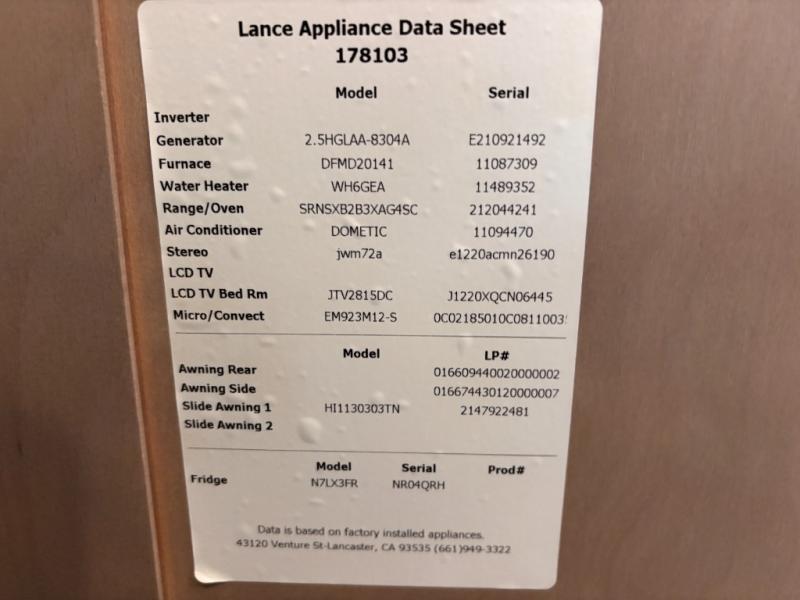 Lance Appliance Data Sheet
178103
Model Serial
Inverter
Generator 2.5HGLAA-8304A E210921492
Furnace DFMD20141 11087309
Water Heater WH6GEA 11489352
Range/Oven SRNSXB2B3XAG4SC 212044241
Air Conditioner DOMETIC 11094470
Stereo jwm72a e1220acmn26190
LCD TV
LCD TV Bed Rm JTV2815DC J1220XQCN06445
Micro/Convect EM923M12-S 0C02185010C0811003
Model LP#
Awning Rear 016609440020000002
Awning Side 016674430120000007
Slide Awning 1 HI1130303TN 2147922481
Slide Awning 2
Model Serial Prod#
Fridge N7LX3FR NR04QRH
Data is based on factory installed appliances.
43120 Venture St-Lancaster, CA 93535 (661)949-3322